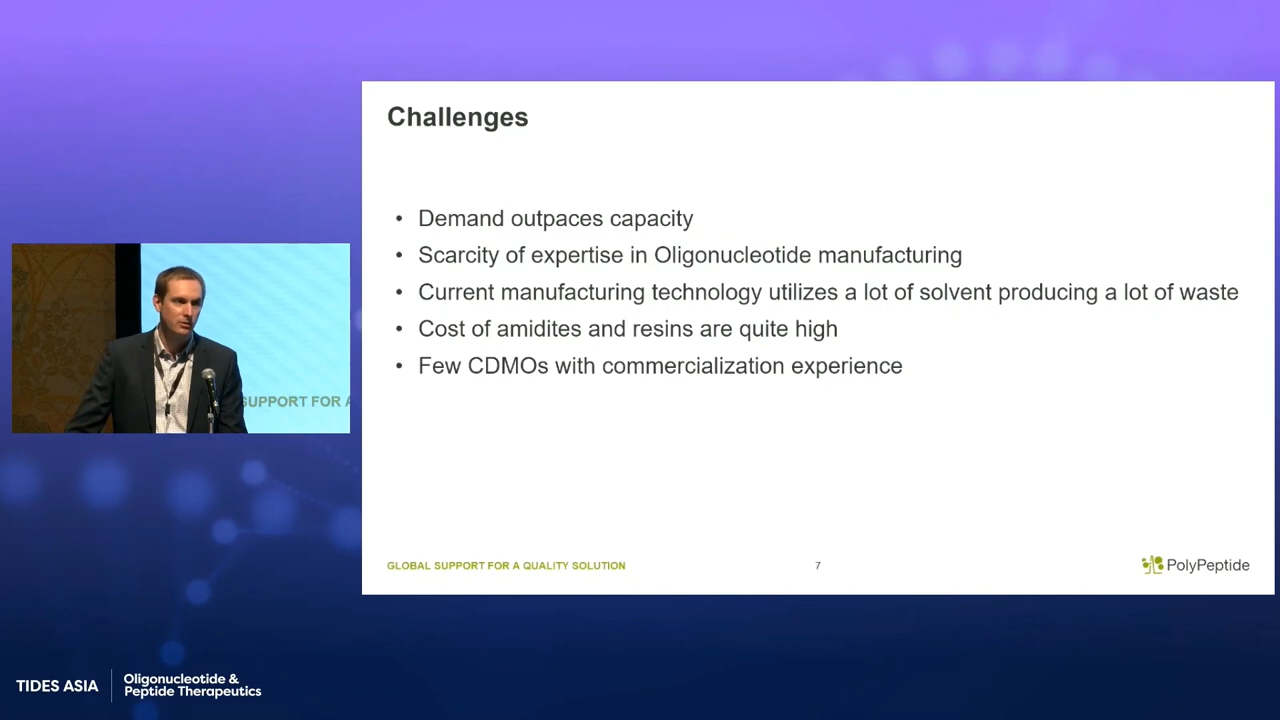 Challenges
• Demand outpaces capacity
• Scarcity of expertise in Oligonucleotide manufacturing
• Current manufacturing technology utilizes a lot of solvent producing a lot of waste
• Cost of amidites and resins are quite high
• Few CDMOs with commercialization experience
SUPPORT FOR A
GLOBAL SUPPORT FOR A QUALITY SOLUTION
7
PolyPeptide
TIDES ASIA
Oligonucleotide &
Peptide Therapeutics